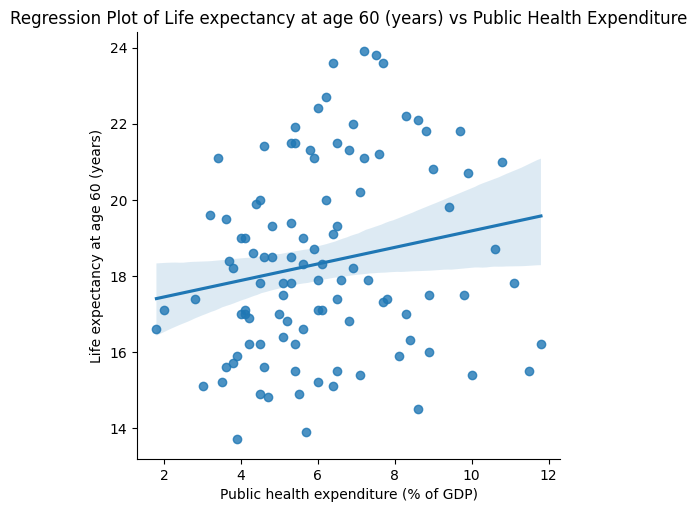 Regression Plot of Life expectancy at age 60 (years) vs Public Health Expenditure
24
22
20
18
16
14
Life expectancy at age 60 (years)
2 4 6 8 10 12
Public health expenditure (% of GDP)